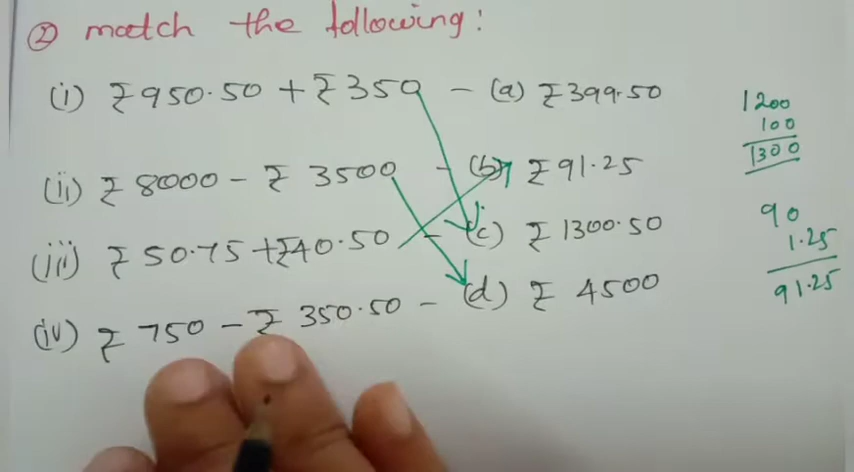 ② match the following:
(i) ₹950.50 + ₹350 - (a) ₹399.50
(ii) ₹ 8000 - ₹ 3500 - (b) ₹91.25
(iii) ₹50.75 + ₹40.50 - (c) ₹1300.50
(iv) ₹ 750 - ₹ 350.50 - (d) ₹ 4500
1200
100
1300
90
1.25
91.25